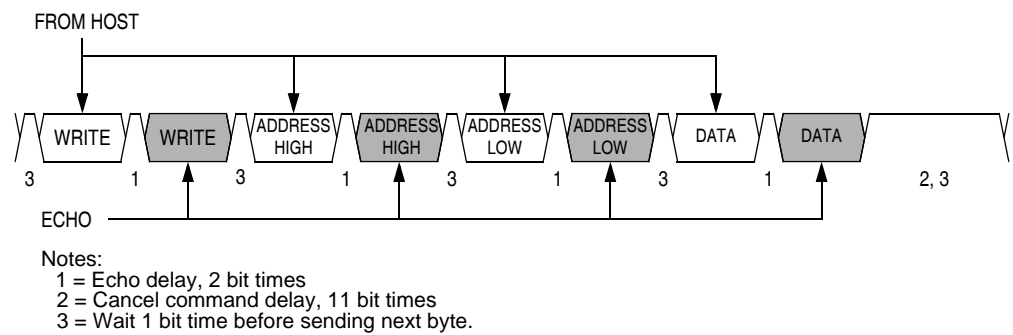 FROM HOST
WRITE WRITE ADDRESS HIGH ADDRESS HIGH ADDRESS LOW ADDRESS LOW DATA DATA
3 1 3 1 3 1 3 1 2, 3
ECHO
Notes:
1 = Echo delay, 2 bit times
2 = Cancel command delay, 11 bit times
3 = Wait 1 bit time before sending next byte.